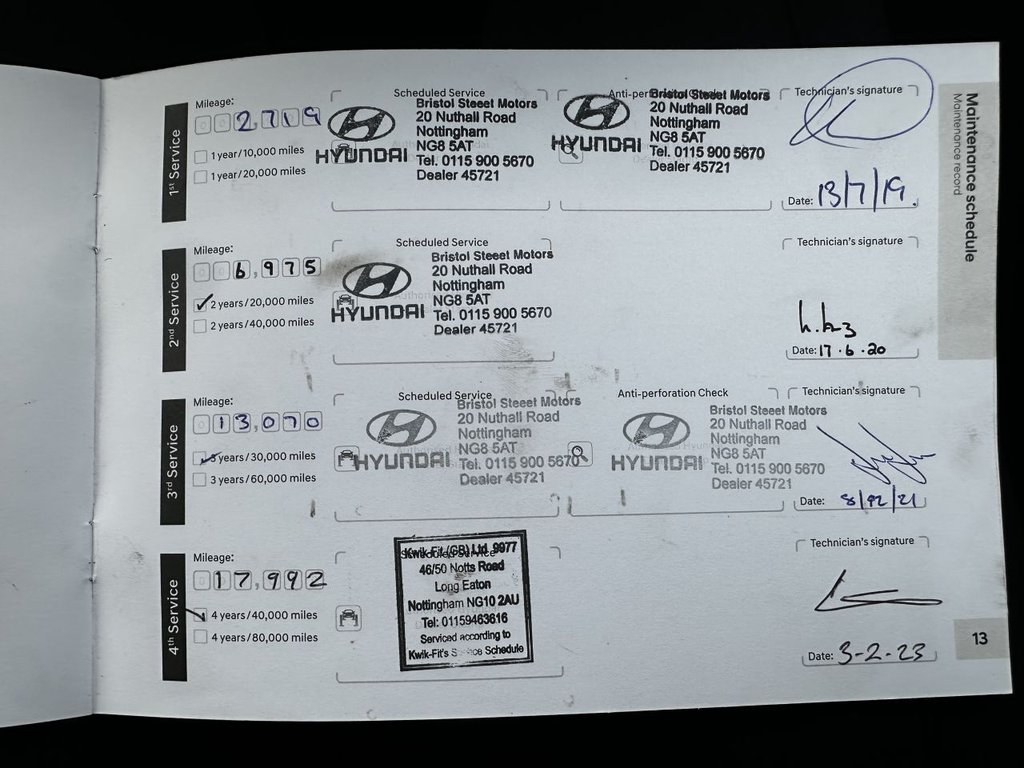 Maintenance schedule
Maintenance record
1st Service
Mileage:
002,719
1 year/10,000 miles
1 year/20,000 miles
Scheduled Service
HYUNDAI
Bristol Steeet Motors
20 Nuthall Road
Nottingham
NG8 5AT
Tel. 0115 900 5670
Dealer 45721
HYUNDAI
Bristol Steeet Motors
20 Nuthall Road
Nottingham
NG8 5AT
Tel. 0115 900 5670
Dealer 45721
Technician's signature
Date: 13/7/19.
2nd Service
Mileage:
006,975
2 years/20,000 miles
2 years/40,000 miles
Scheduled Service
HYUNDAI
Bristol Steeet Motors
20 Nuthall Road
Nottingham
NG8 5AT
Tel. 0115 900 5670
Dealer 45721
Technician's signature
Date: 17.6.20
3rd Service
Mileage:
013,070
3 years/30,000 miles
3 years/60,000 miles
Scheduled Service
HYUNDAI
Bristol Steeet Motors
20 Nuthall Road
Nottingham
NG8 5AT
Tel. 0115 900 5670
Dealer 45721
Anti-perforation Check
HYUNDAI
Bristol Steeet Motors
20 Nuthall Road
Nottingham
NG8 5AT
Tel. 0115 900 5670
Dealer 45721
Technician's signature
Date:
4th Service
Mileage:
017,992
4 years/40,000 miles
4 years/80,000 miles
Kwik-Fit (GB) Ltd 9977
46/50 Notts Road
Long Eaton
Nottingham NG10 2AU
Tel: 01159463616
Serviced according to
Kwik-Fit's Service Schedule
Technician's signature
Date: 3-2-23
13